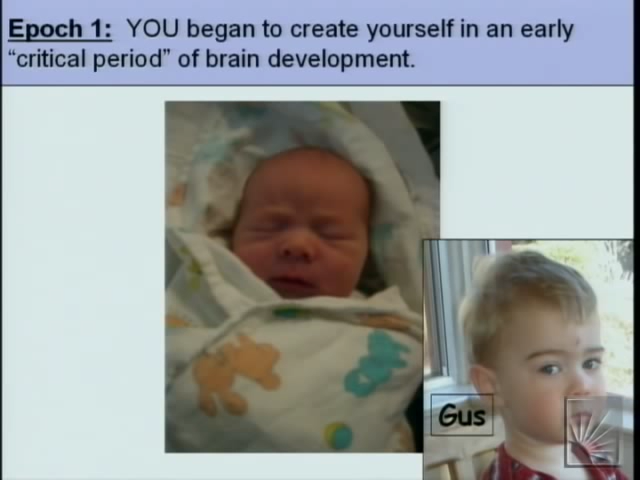 Epoch 1: YOU began to create yourself in an early
“critical period” of brain development.
Gus